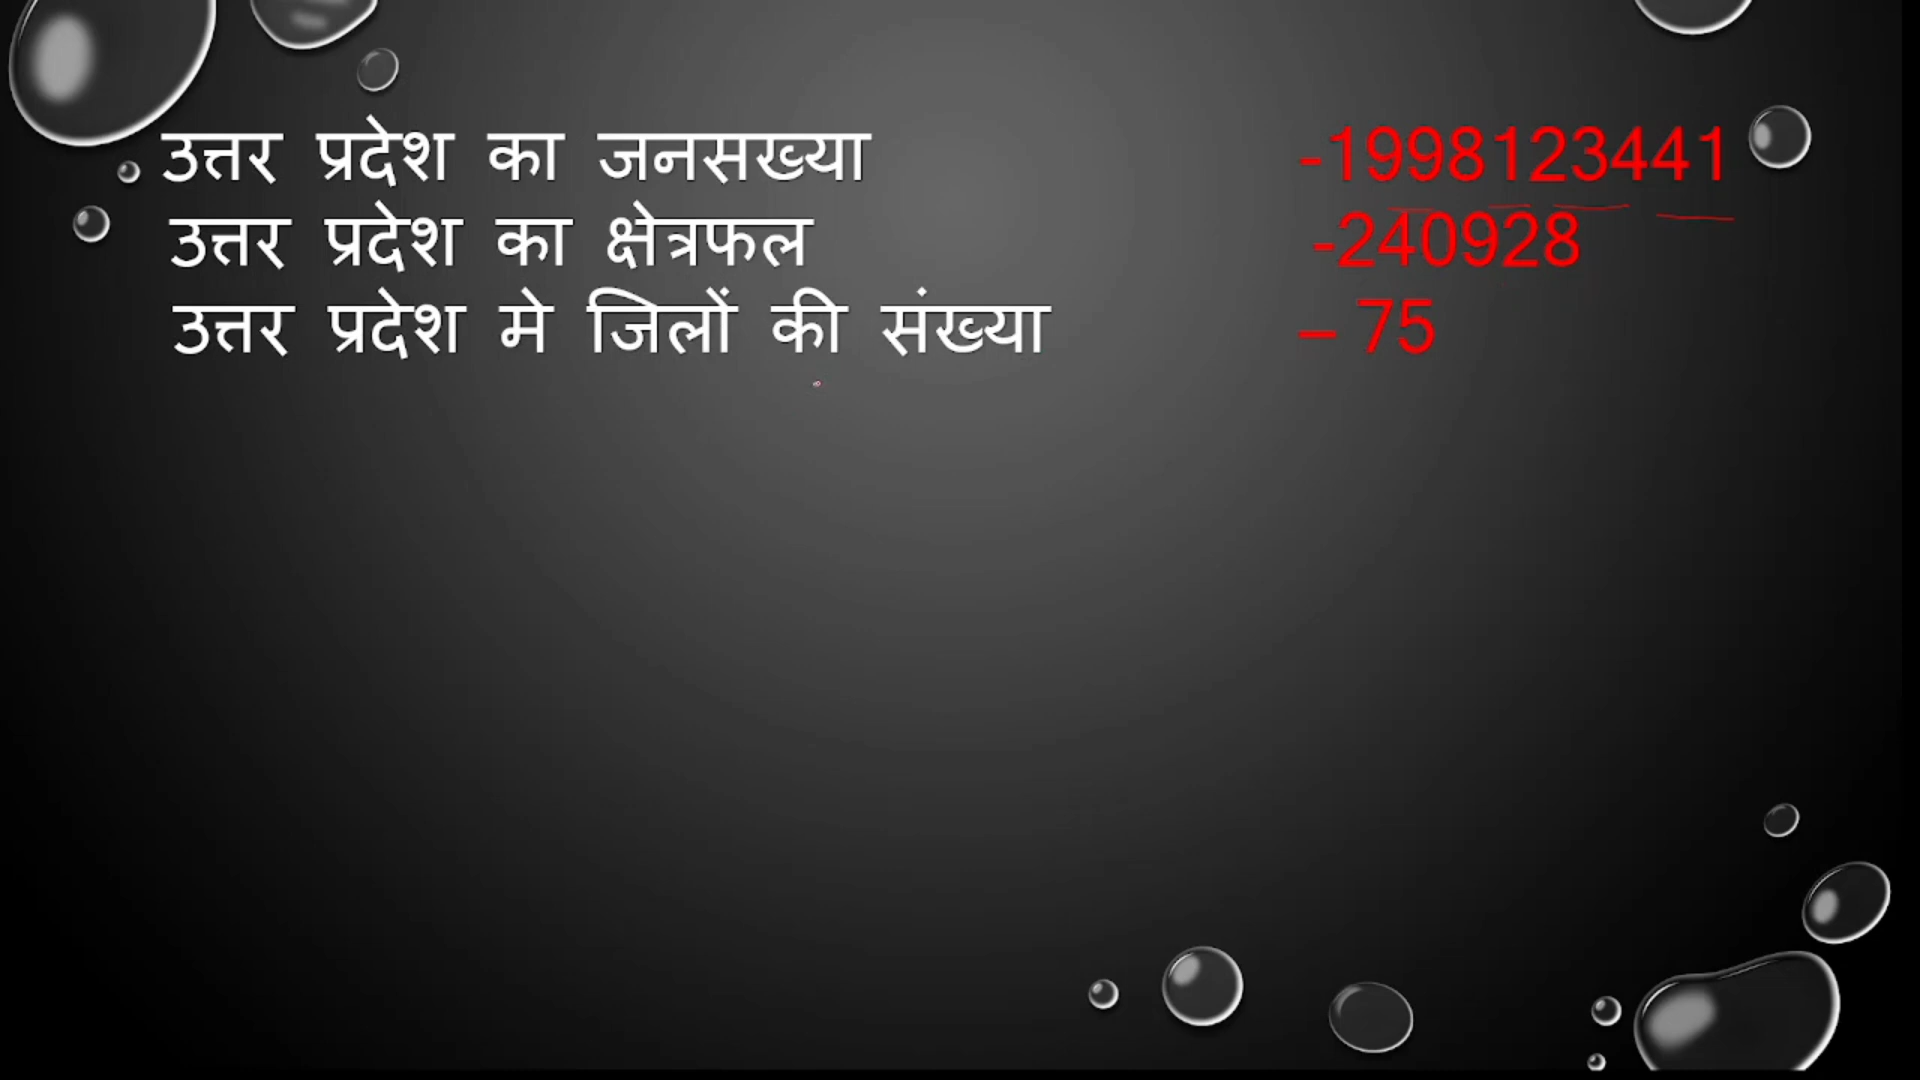 उत्तर प्रदेश का जनसख्या -1998123441
उत्तर प्रदेश का क्षेत्रफल -240928
उत्तर प्रदेश मे जिलों की संख्या – 75